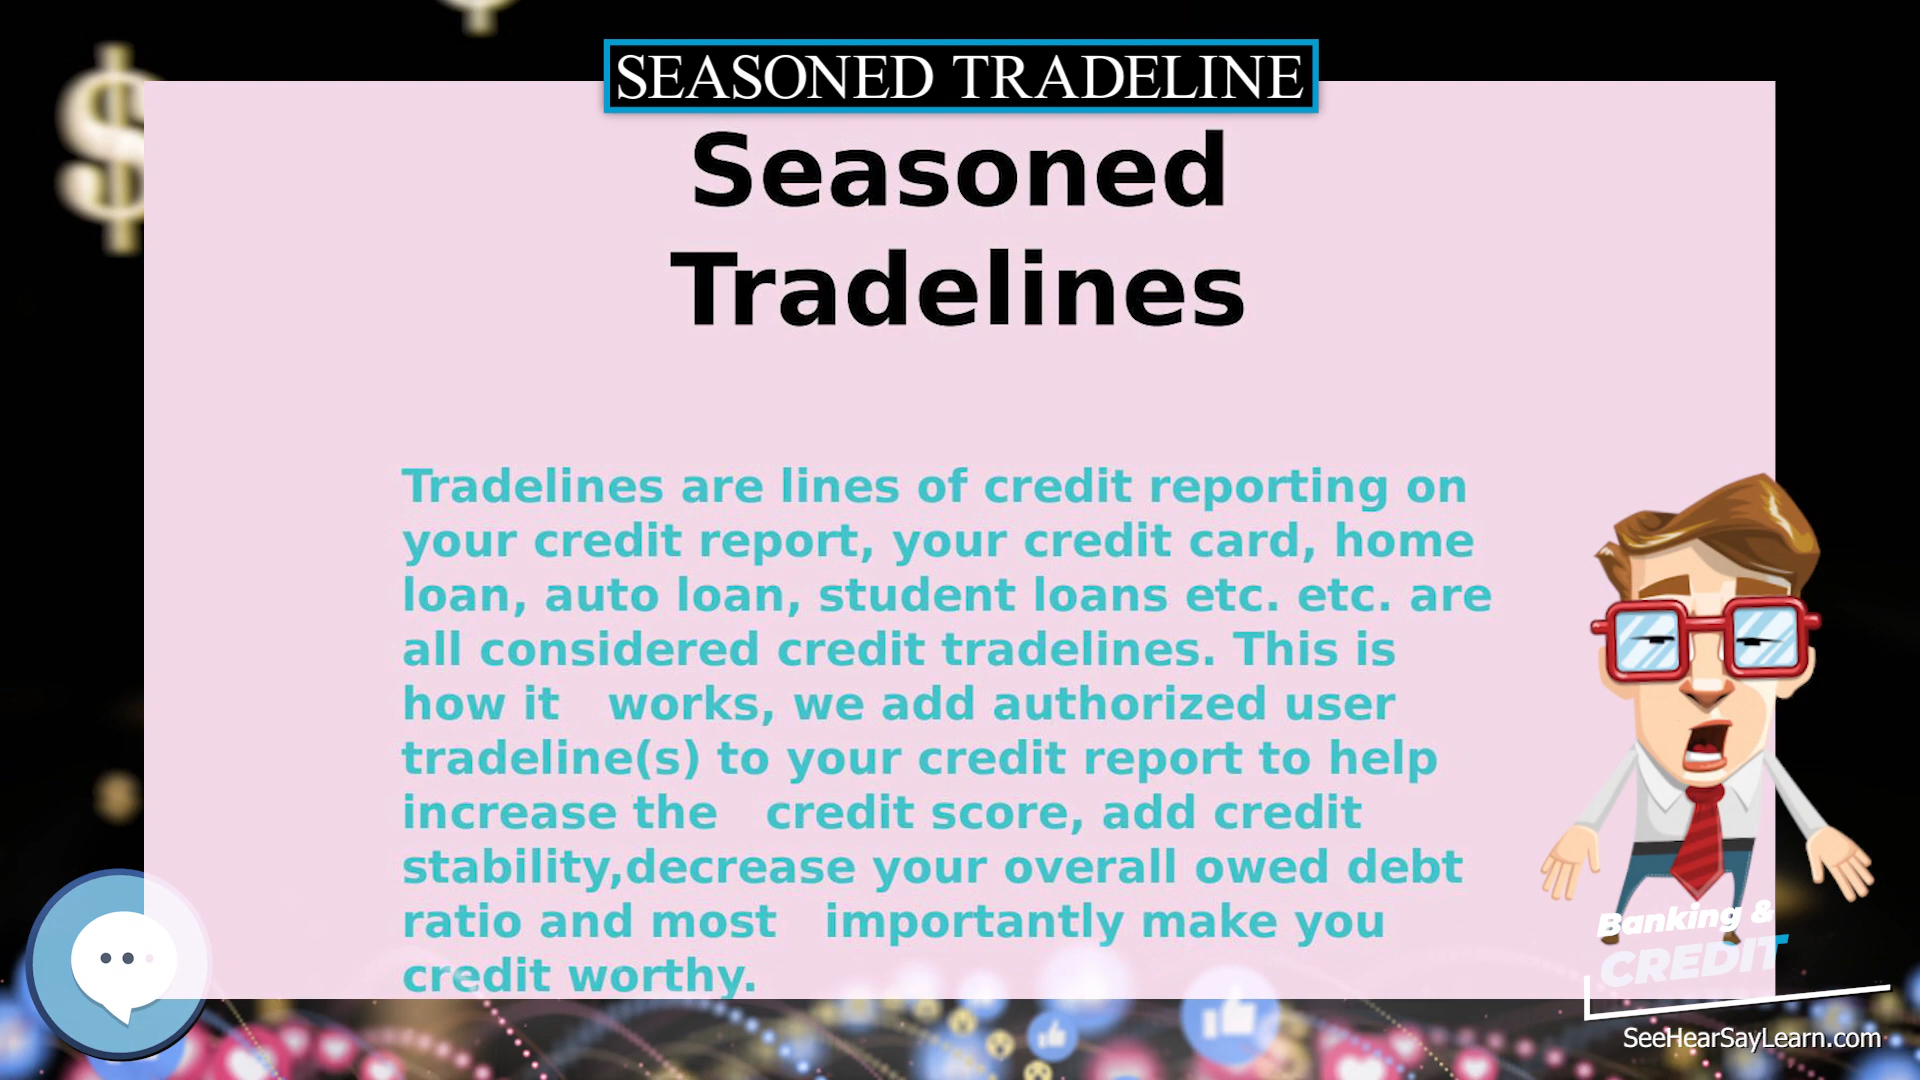 SEASONED TRADELINE
Seasoned
Tradelines
Tradelines are lines of credit reporting on
your credit report, your credit card, home
loan, auto loan, student loans etc. etc. are
all considered credit tradelines. This is
how it   works, we add authorized user
tradeline(s) to your credit report to help
increase the   credit score, add credit
stability,decrease your overall owed debt
ratio and most   importantly make you
credit worthy.
Banking &
CREDIT
SeeHearSayLearn.com